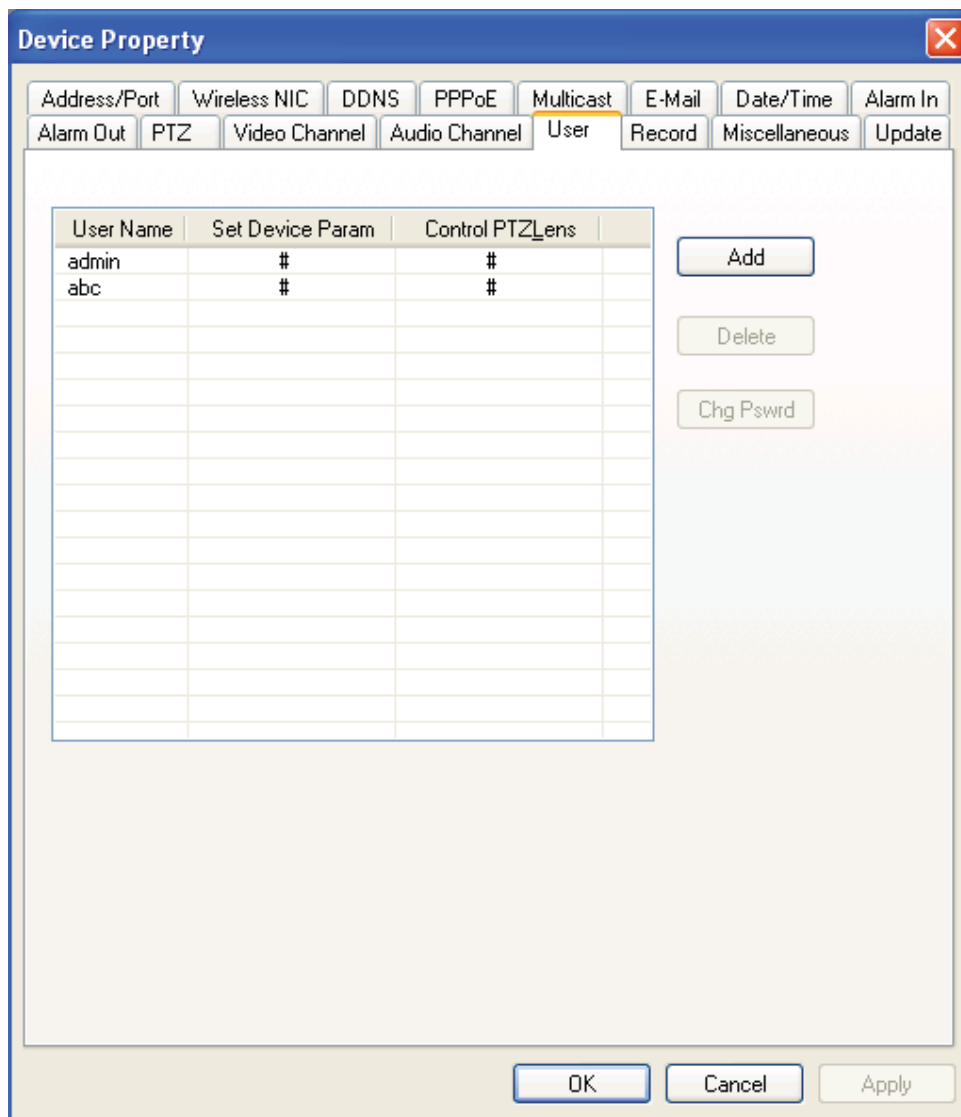 Device Property
Address/Port Wireless NIC DDNS PPPoE Multicast E-Mail Date/Time Alarm In
Alarm Out PTZ Video Channel Audio Channel User Record Miscellaneous Update
User Name Set Device Param Control PTZLens
admin # #
abc # #
Add
Delete
Chg Pswrd
OK Cancel Apply